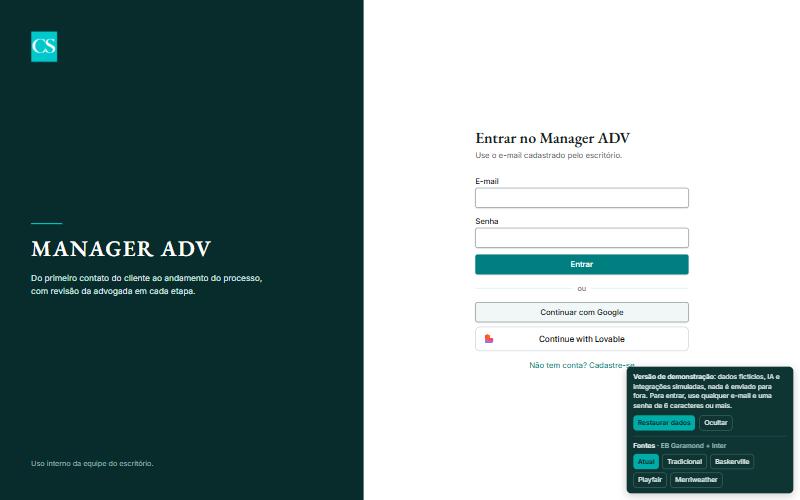 CS
MANAGER ADV
Do primeiro contato do cliente ao andamento do processo,
com revisão da advogada em cada etapa.
Uso interno da equipe do escritório.
Entrar no Manager ADV
Use o e-mail cadastrado pelo escritório.
E-mail
Senha
Entrar
ou
Continuar com Google
Continue with Lovable
Não tem conta? Cadastre-se
Versão de demonstração: dados fictícios, IA e
integrações simuladas, nada é enviado para
fora. Para entrar, use qualquer e-mail e uma
senha de 6 caracteres ou mais.
Restaurar dados
Ocultar
Fontes · EB Garamond + Inter
Atual
Tradicional
Baskerville
Playfair
Merriweather